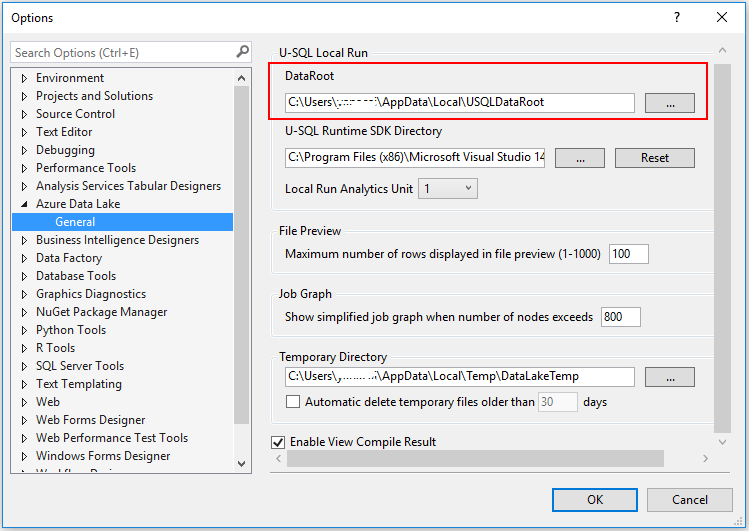 Options
?
Search Options (Ctrl+E)
Environment
Projects and Solutions
Source Control
Text Editor
Debugging
Performance Tools
Analysis Services Tabular Designers
Azure Data Lake
General
Business Intelligence Designers
Data Factory
Database Tools
Graphics Diagnostics
NuGet Package Manager
Python Tools
R Tools
SQL Server Tools
Text Templating
Web
Web Forms Designer
Web Performance Test Tools
Windows Forms Designer
U-SQL Local Run
DataRoot
C:\Users\ \AppData\Local\USQLDataRoot
...
U-SQL Runtime SDK Directory
C:\Program Files (x86)\Microsoft Visual Studio 14
...
Reset
Local Run Analytics Unit 1
File Preview
Maximum number of rows displayed in file preview (1-1000) 100
Job Graph
Show simplified job graph when number of nodes exceeds 800
Temporary Directory
C:\Users\ \AppData\Local\Temp\DataLakeTemp
...
Automatic delete temporary files older than 30 days
Enable View Compile Result
OK
Cancel